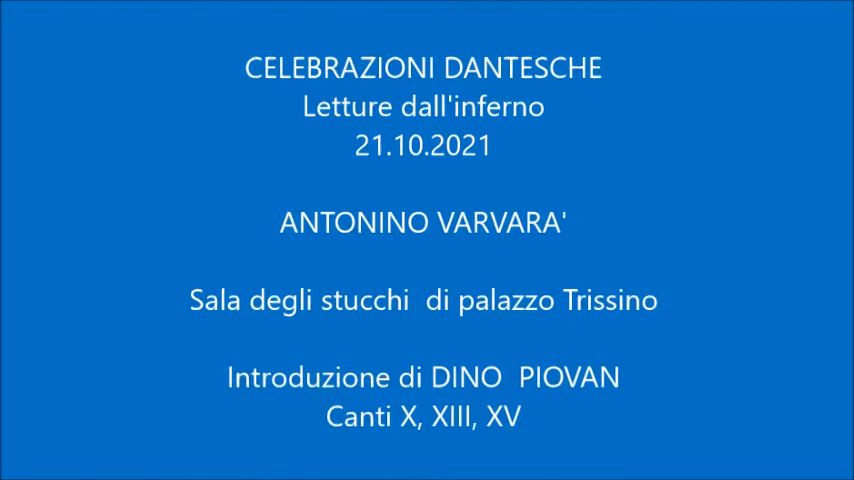 CELEBRAZIONI DANTESCHE
Letture dall'inferno
21.10.2021
ANTONINO VARVARA'
Sala degli stucchi  di palazzo Trissino
Introduzione di DINO  PIOVAN
Canti X, XIII, XV